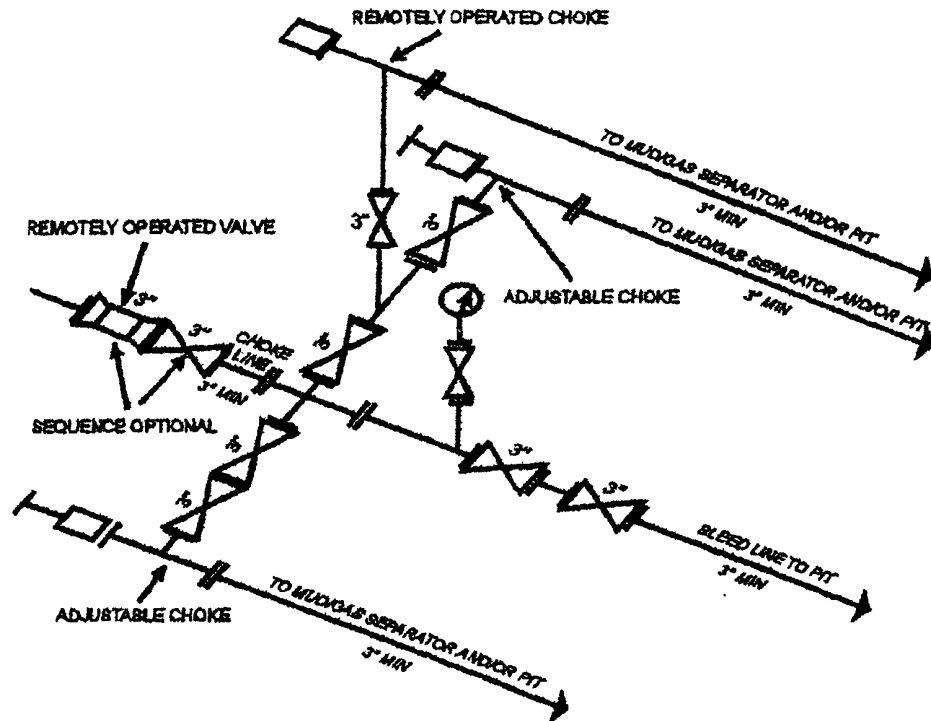 REMOTELY OPERATED CHOKE
TO MUD/GAS SEPARATOR AND/OR PIT
3" MIN
TO MUD/GAS SEPARATOR AND/OR PIT
3" MIN
REMOTELY OPERATED VALVE
3"
ADJUSTABLE CHOKE
3"
3"
CHOKE
LINE
3" MIN
SEQUENCE OPTIONAL
3"
3"
BLEED LINE TO PIT
3" MIN
ADJUSTABLE CHOKE
TO MUD/GAS SEPARATOR AND/OR PIT
3" MIN